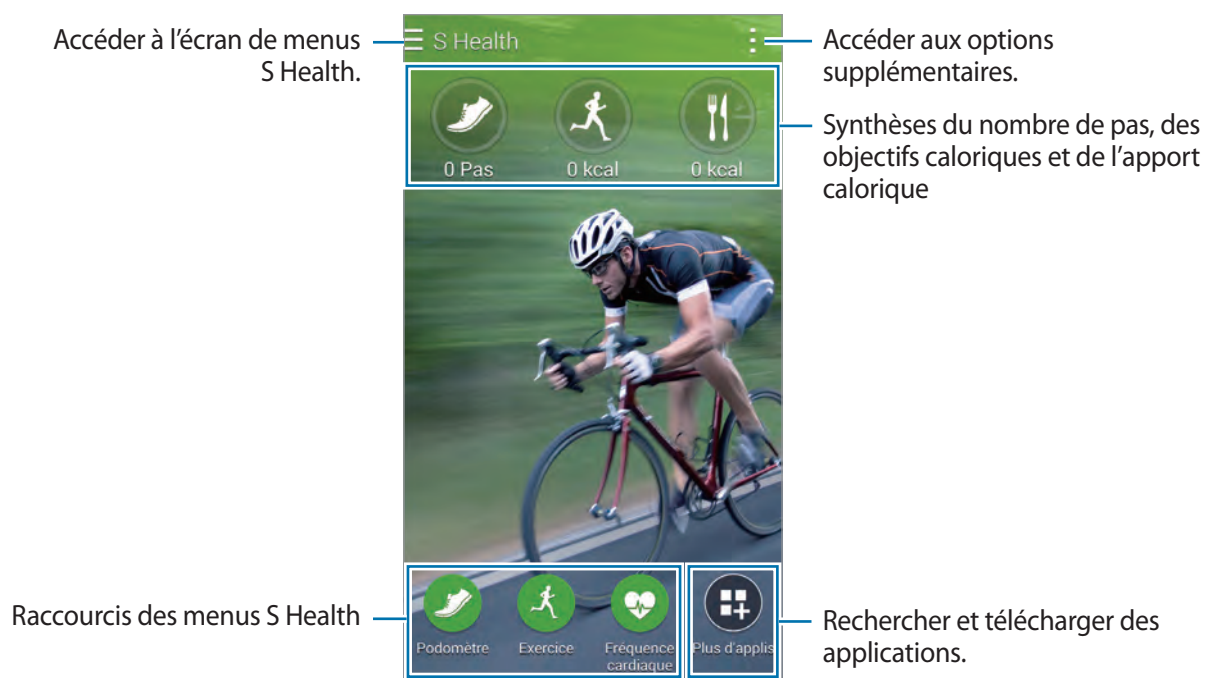 Accéder à l'écran de menus
S Health.
S Health
Accéder aux options
supplémentaires.
Synthèses du nombre de pas, des
objectifs caloriques et de l'apport
calorique
0 Pas
0 kcal
0 kcal
Raccourcis des menus S Health
Podomètre
Exercice
Fréquence
cardiaque
Plus d'applis
Rechercher et télécharger des
applications.